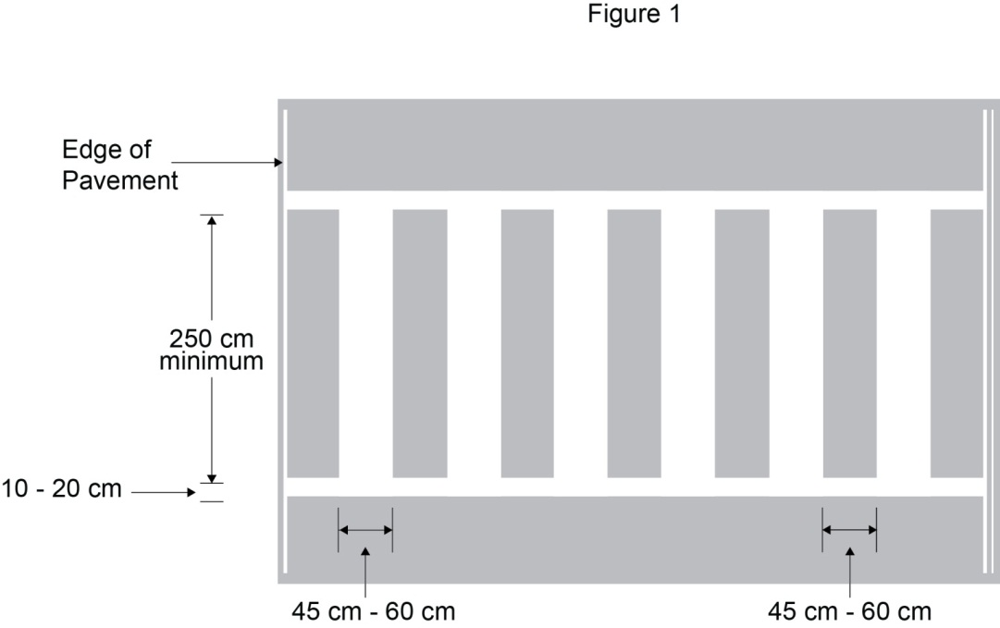 Figure 1
Edge of
Pavement
250 cm
minimum
10 - 20 cm
45 cm - 60 cm
45 cm - 60 cm